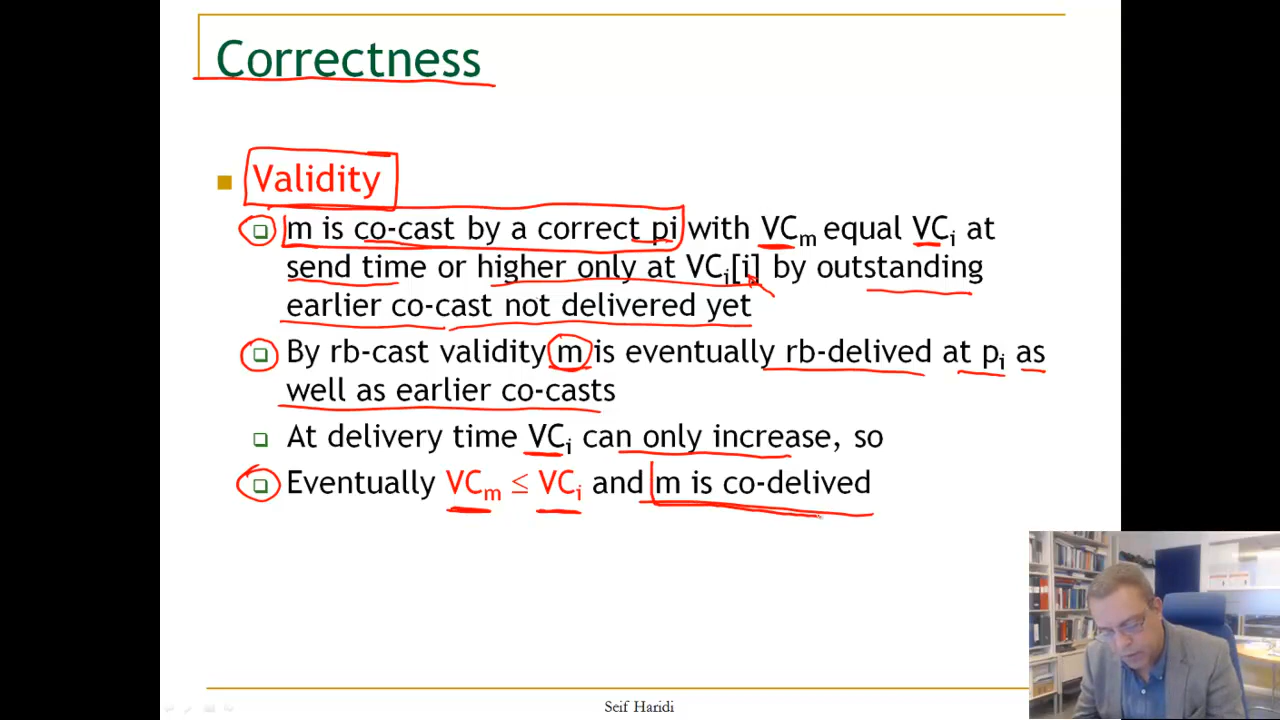 Correctness
Validity
m is co-cast by a correct pi with VCm equal VCi at
send time or higher only at VCi[i] by outstanding
earlier co-cast not delivered yet
By rb-cast validity m is eventually rb-delived at pi as
well as earlier co-casts
At delivery time VCi can only increase, so
Eventually VCm ≤ VCi and m is co-delived
Seif Haridi